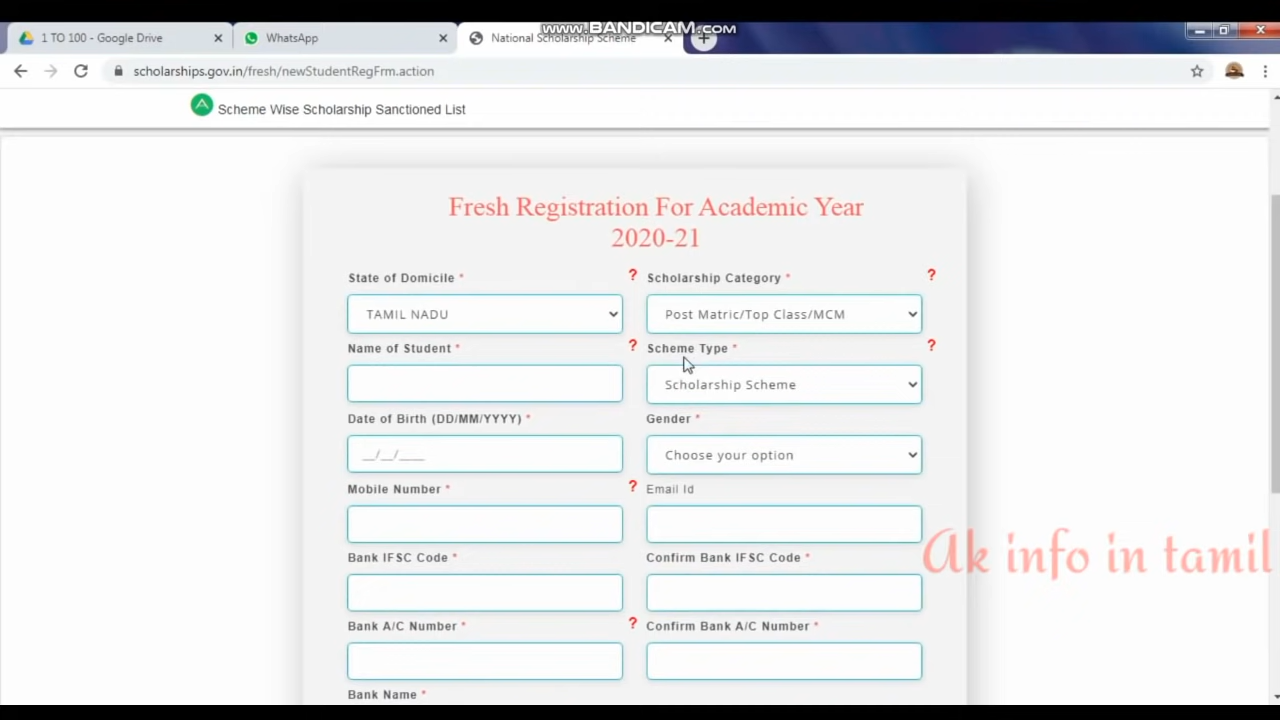 www.BANDICAM.com
1 TO 100 - Google Drive
WhatsApp
National Scholarship Scheme
scholarships.gov.in/fresh/newStudentRegFrm.action
Scheme Wise Scholarship Sanctioned List
Fresh Registration For Academic Year
2020-21
State of Domicile * ?
Scholarship Category * ?
TAMIL NADU
Post Matric/Top Class/MCM
Name of Student * ?
Scheme Type * ?
Scholarship Scheme
Date of Birth (DD/MM/YYYY) *
Gender *
__/__/____
Choose your option
Mobile Number * ?
Email Id
Bank IFSC Code *
Confirm Bank IFSC Code *
Ak info in tamil
Bank A/C Number * ?
Confirm Bank A/C Number *
Bank Name *